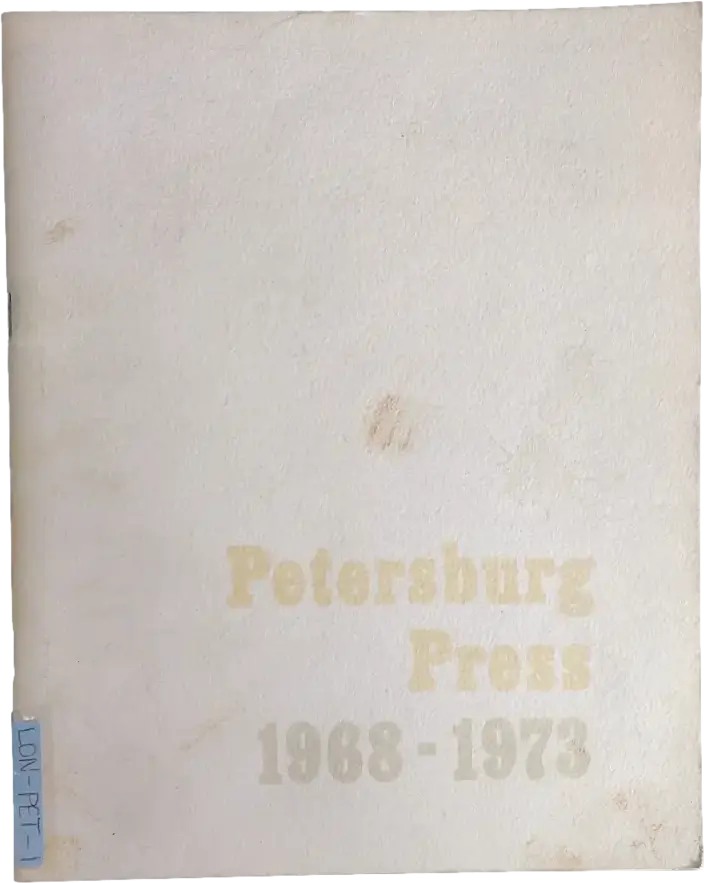 Petersburg
Press
1968 - 1973
LON-PET-1